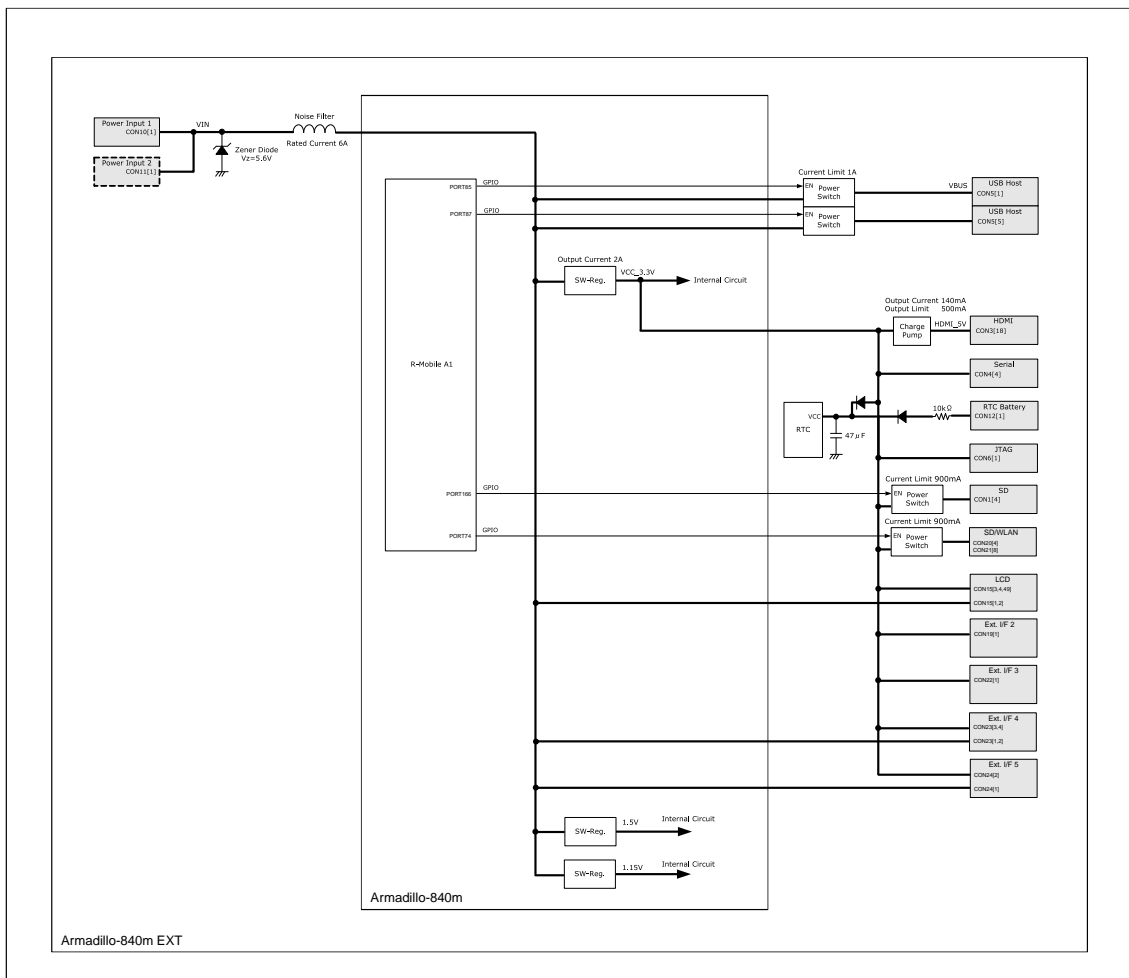 Power Input 1
CON10[1]
Power Input 2
CON11[1]
VIN
Zener Diode
Vz=5.6V
Noise Filter
Rated Current 6A
R-Mobile A1
PORT85
GPIO
PORT87
GPIO
PORT166
GPIO
PORT74
GPIO
Current Limit 1A
EN
Power
Switch
VBUS
USB Host
CON5[1]
EN
Power
Switch
USB Host
CON5[5]
Output Current 2A
SW-Reg.
VCC_3.3V
Internal Circuit
Output Current 140mA
Output Limit 500mA
Charge
Pump
HDMI_5V
HDMI
CON3[18]
Serial
CON4[4]
RTC
VCC
47μF
10kΩ
RTC Battery
CON12[1]
JTAG
CON6[1]
Current Limit 900mA
EN
Power
Switch
SD
CON1[4]
Current Limit 900mA
EN
Power
Switch
SD/WLAN
CON20[4]
CON21[8]
LCD
CON15[3,4,49]
CON15[1,2]
Ext. I/F 2
CON19[1]
Ext. I/F 3
CON22[1]
Ext. I/F 4
CON23[3,4]
CON23[1,2]
Ext. I/F 5
CON24[2]
CON24[1]
SW-Reg.
1.5V
Internal Circuit
SW-Reg.
1.15V
Internal Circuit
Armadillo-840m
Armadillo-840m EXT